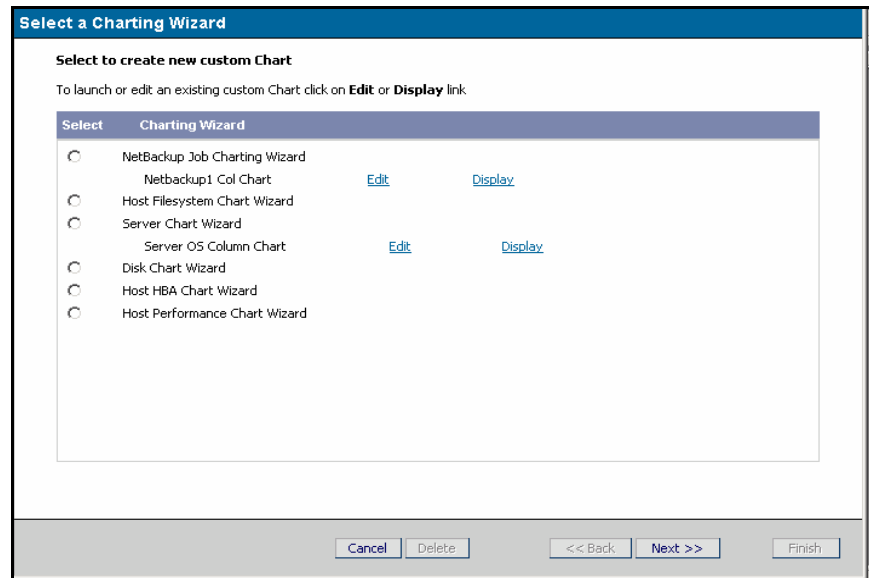 Select a Charting Wizard
Select to create new custom Chart
To launch or edit an existing custom Chart click on Edit or Display link
Select Charting Wizard
NetBackup Job Charting Wizard
Netbackup1 Col Chart Edit Display
Host Filesystem Chart Wizard
Server Chart Wizard
Server OS Column Chart Edit Display
Disk Chart Wizard
Host HBA Chart Wizard
Host Performance Chart Wizard
Cancel Delete << Back Next >> Finish